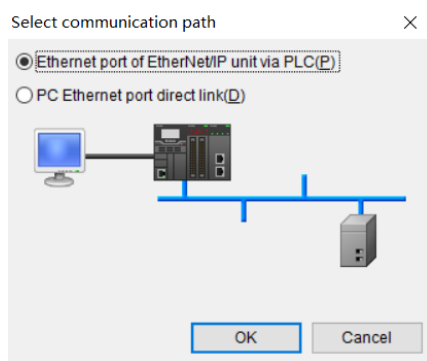 Select communication path
Ethernet port of EtherNet/IP unit via PLC(P)
PC Ethernet port direct link(D)
OK
Cancel